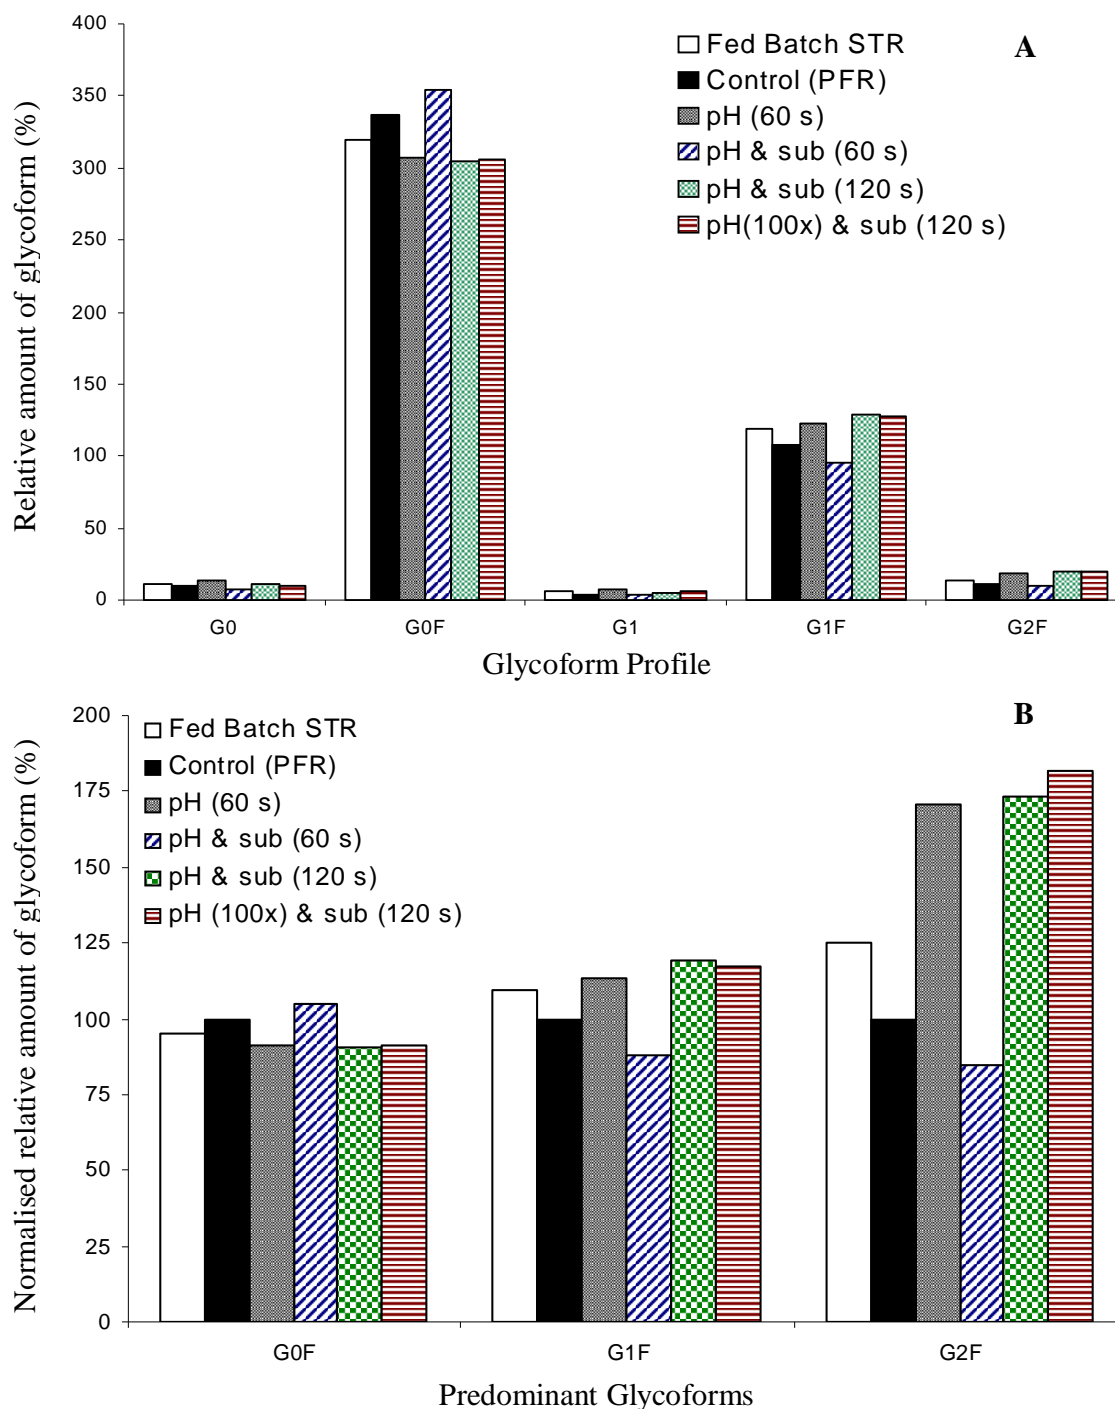 A
Fed Batch STR
Control (PFR)
pH (60 s)
pH & sub (60 s)
pH & sub (120 s)
pH(100x) & sub (120 s)
Relative amount of glycoform (%)
400
350
300
250
200
150
100
50
0
G0 G0F G1 G1F G2F
Glycoform Profile
B
Fed Batch STR
Control (PFR)
pH (60 s)
pH & sub (60 s)
pH & sub (120 s)
pH (100x) & sub (120 s)
Normalised relative amount of glycoform (%)
200
175
150
125
100
75
50
25
0
G0F G1F G2F
Predominant Glycoforms